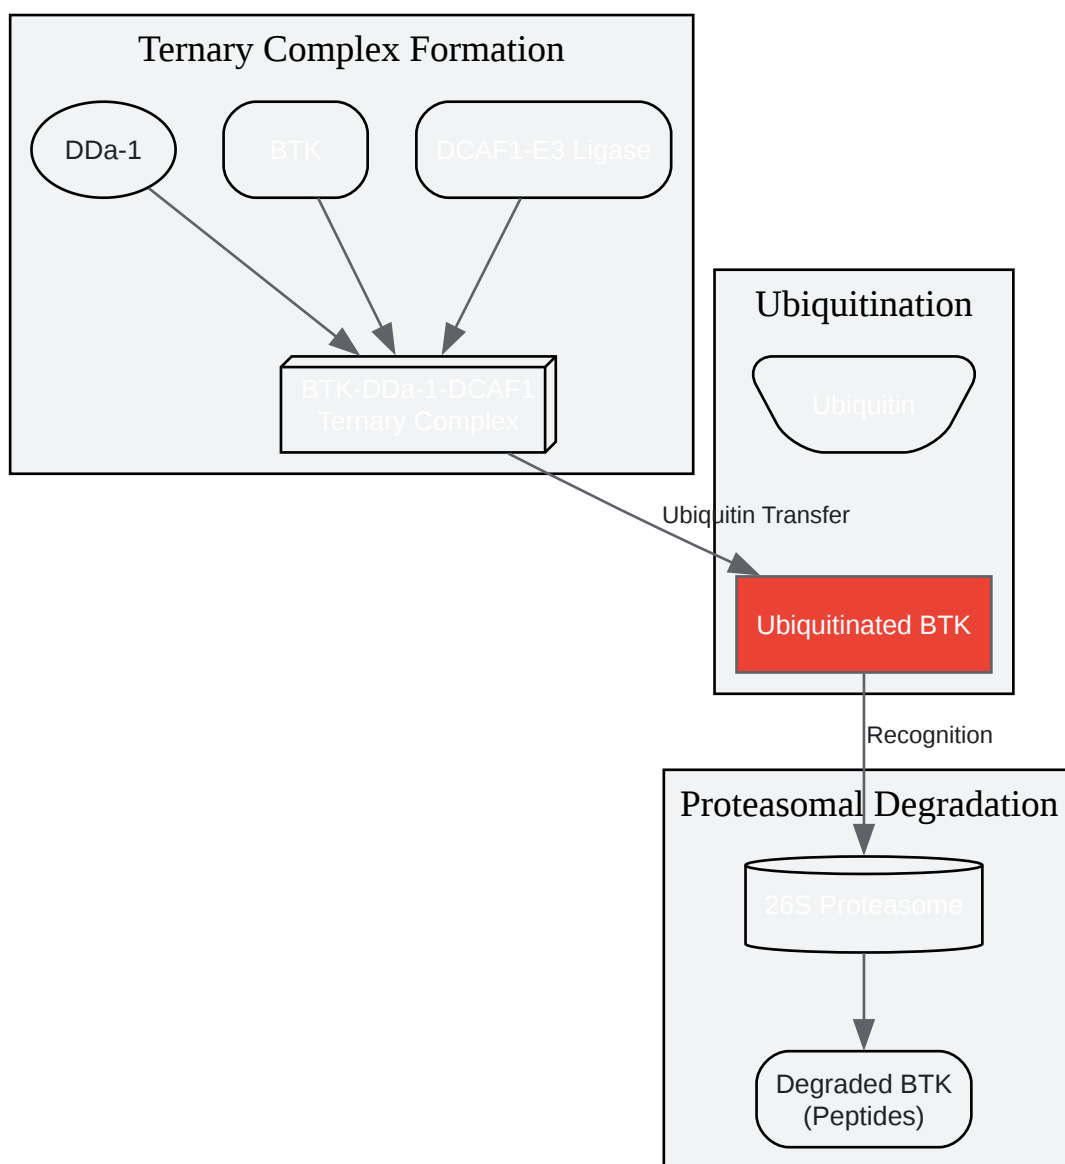 Ternary Complex Formation
DDa-1
BTK
DCAF1-E3 Ligase
BTK-DDa-1-DCAF1
Ternary Complex
Ubiquitination
Ubiquitin
Ubiquitin Transfer
Ubiquitinated BTK
Recognition
Proteasomal Degradation
26S Proteasome
Degraded BTK
(Peptides)